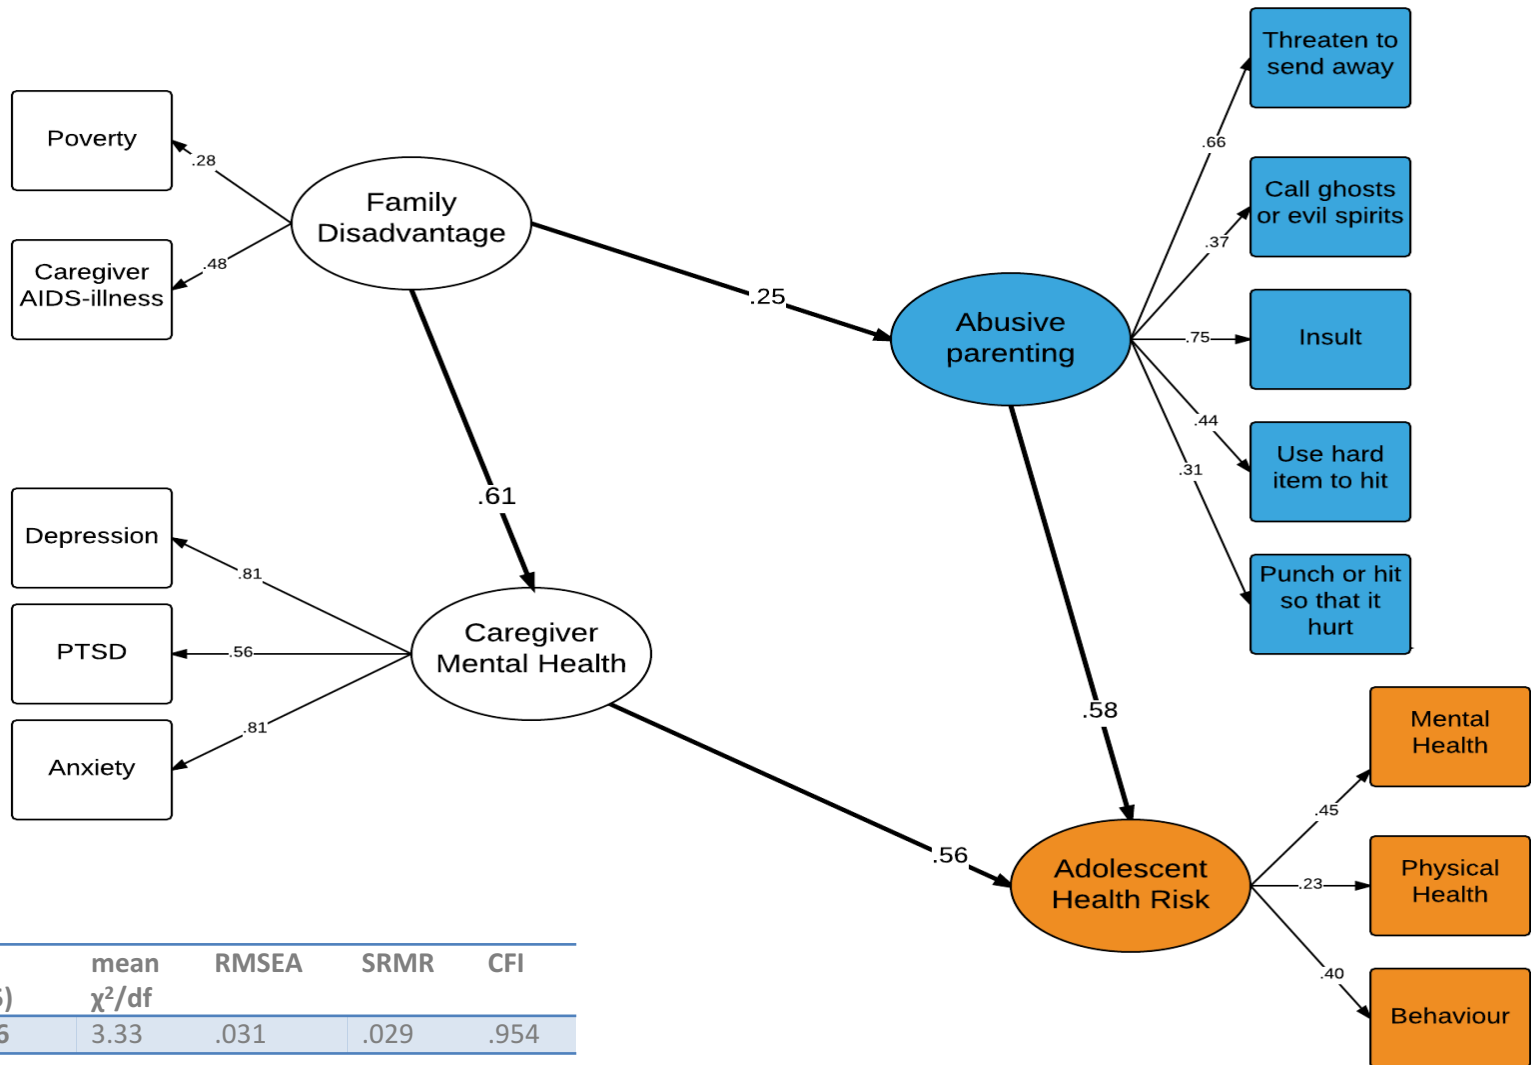 Threaten to
send away
Poverty
.28
Family
Disadvantage
.66
Call ghosts
or evil spirits
.37
Caregiver
AIDS-illness
.48
.25
Abusive
parenting
.75
Insult
.44
Use hard
item to hit
.31
.61
Depression
.81
Punch or hit
so that it
hurt
PTSD
.56
Caregiver
Mental Health
Anxiety
.81
.58
Mental
Health
.45
.56
Adolescent
Health Risk
.23
Physical
Health
.40
Behaviour
mean RMSEA SRMR CFI
) χ²/df
6 3.33 .031 .029 .954